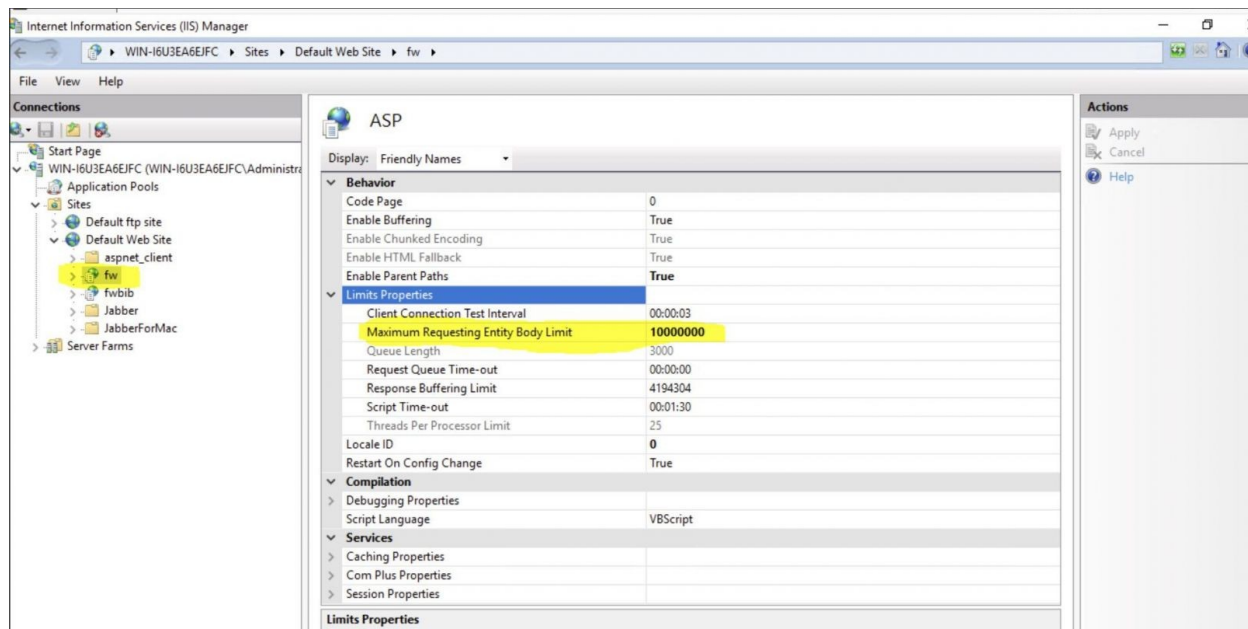 Internet Information Services (IIS) Manager
WIN-I6U3EA6EJFC ▸ Sites ▸ Default Web Site ▸ fw ▸
File View Help
Connections
Start Page
WIN-I6U3EA6EJFC (WIN-I6U3EA6EJFC\Administra
Application Pools
Sites
Default ftp site
Default Web Site
aspnet_client
fw
fwbib
Jabber
JabberForMac
Server Farms
ASP
Display: Friendly Names
Behavior
Code Page 0
Enable Buffering True
Enable Chunked Encoding True
Enable HTML Fallback True
Enable Parent Paths True
Limits Properties
Client Connection Test Interval 00:00:03
Maximum Requesting Entity Body Limit 10000000
Queue Length 3000
Request Queue Time-out 00:00:00
Response Buffering Limit 4194304
Script Time-out 00:01:30
Threads Per Processor Limit 25
Locale ID 0
Restart On Config Change True
Compilation
Debugging Properties
Script Language VBScript
Services
Caching Properties
Com Plus Properties
Session Properties
Limits Properties
Actions
Apply
Cancel
Help